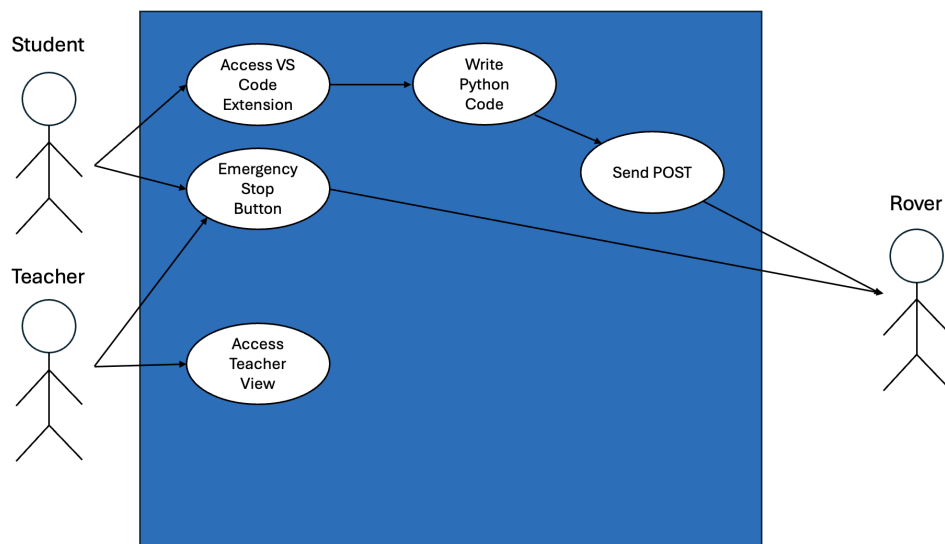 Student
Access VS
Code
Extension
Write
Python
Code
Emergency
Stop
Button
Send POST
Rover
Teacher
Access
Teacher
View